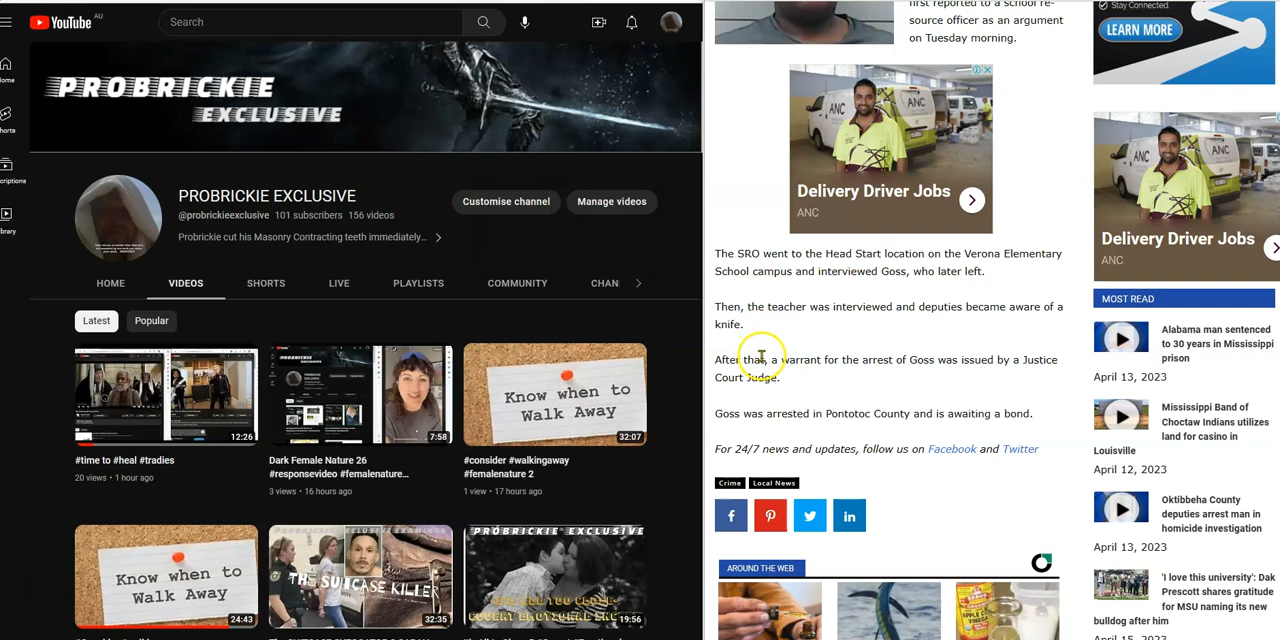 YouTube AU
Search
Home
Shorts
PROBRICKIE
EXCLUSIVE
PROBRICKIE EXCLUSIVE
@probrickieexclusive 101 subscribers 156 videos
Probrickie cut his Masonry Contracting teeth immediately...
Customise channel
Manage videos
HOME
VIDEOS
SHORTS
LIVE
PLAYLISTS
COMMUNITY
CHAN
Latest
Popular
12:26
7:58
Know when to
Walk Away
32:07
#time to #heal #tradies
20 views • 1 hour ago
Dark Female Nature 26
#responsevideo #femalenature...
3 views • 16 hours ago
#consider #walkingaway
#femalenature 2
1 view • 17 hours ago
Know when to
Walk Away
24:43
THE SUITCASE KILLER
32:35
PROBRICKIE EXCLUSIVE
19:56
first reported to a school re-
source officer as an argument
on Tuesday morning.
ANC
Delivery Driver Jobs
ANC
The SRO went to the Head Start location on the Verona Elementary
School campus and interviewed Goss, who later left.
Then, the teacher was interviewed and deputies became aware of a
knife.
After that, a warrant for the arrest of Goss was issued by a Justice
Court Judge.
Goss was arrested in Pontotoc County and is awaiting a bond.
For 24/7 news and updates, follow us on Facebook and Twitter
Crime
Local News
AROUND THE WEB
Stay Connected.
LEARN MORE
ANC
Delivery Driver Jobs
ANC
MOST READ
Alabama man sentenced
to 30 years in Mississippi
prison
April 13, 2023
Mississippi Band of
Choctaw Indians utilizes
land for casino in
Louisville
April 12, 2023
Oktibbeha County
deputies arrest man in
homicide investigation
April 13, 2023
'I love this university': Dak
Prescott shares gratitude
for MSU naming its new
bulldog after him
April 15, 2023